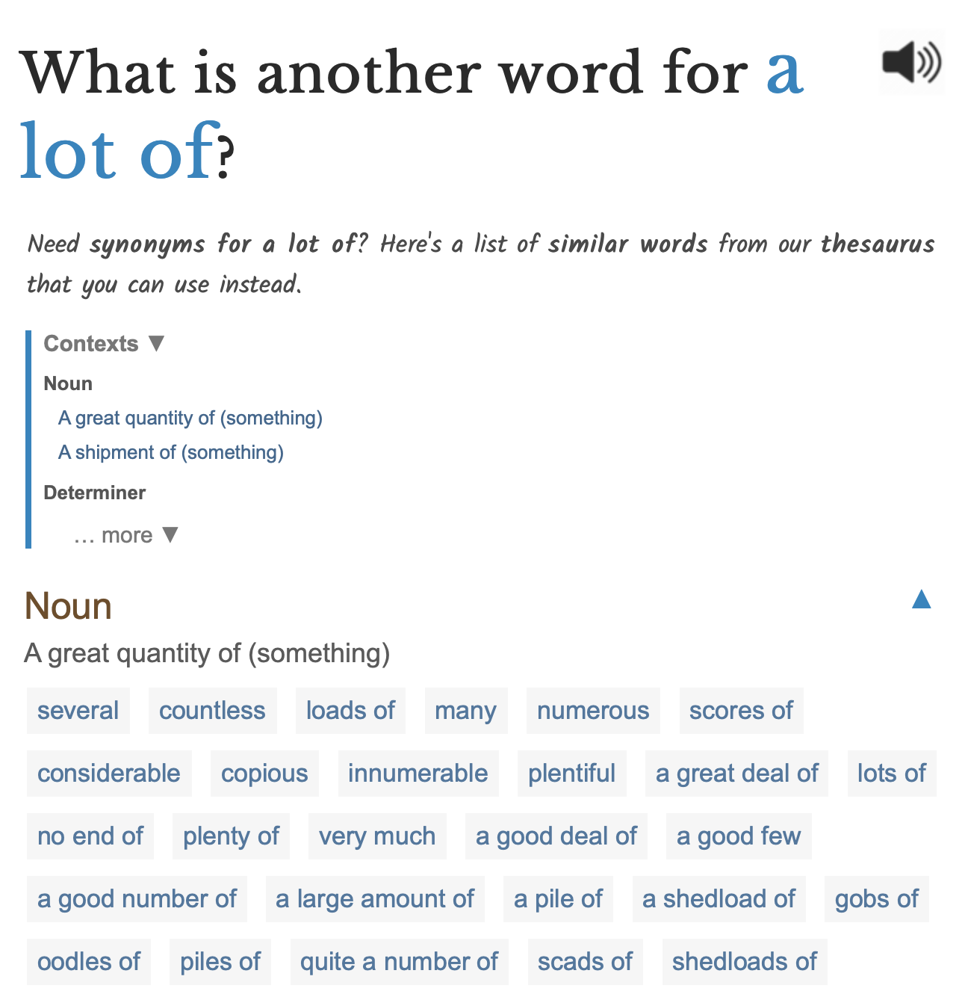 What is another word for a
lot of?
Need synonyms for a lot of? Here's a list of similar words from our thesaurus
that you can use instead.
Contexts ▼
Noun
A great quantity of (something)
A shipment of (something)
Determiner
... more ▼
Noun ▲
A great quantity of (something)
several countless loads of many numerous scores of
considerable copious innumerable plentiful a great deal of lots of
no end of plenty of very much a good deal of a good few
a good number of a large amount of a pile of a shedload of gobs of
oodles of piles of quite a number of scads of shedloads of